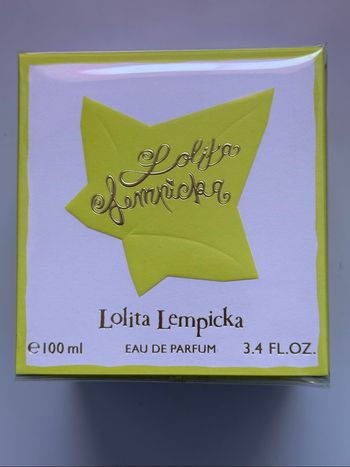 Lolita
Lempicka
Lolita Lempicka
℮100 ml EAU DE PARFUM 3.4 FL.OZ.